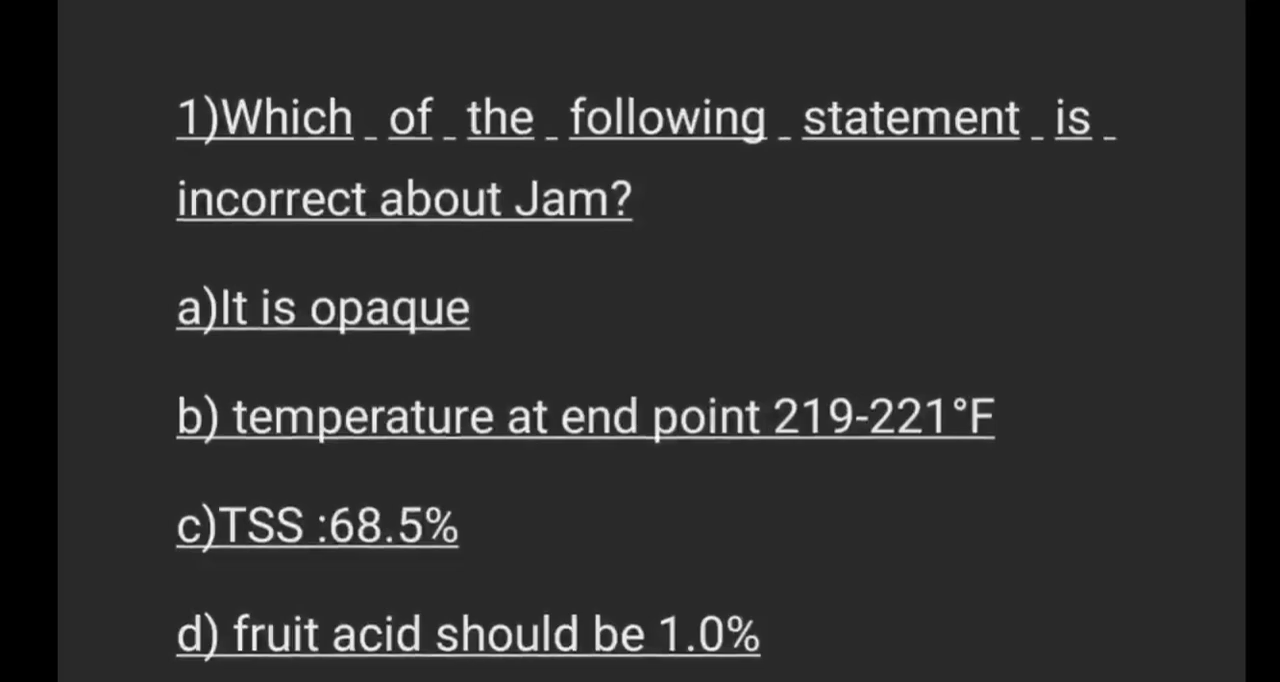 1)Which of the following statement is
incorrect about Jam?
a)It is opaque
b) temperature at end point 219-221°F
c)TSS :68.5%
d) fruit acid should be 1.0%